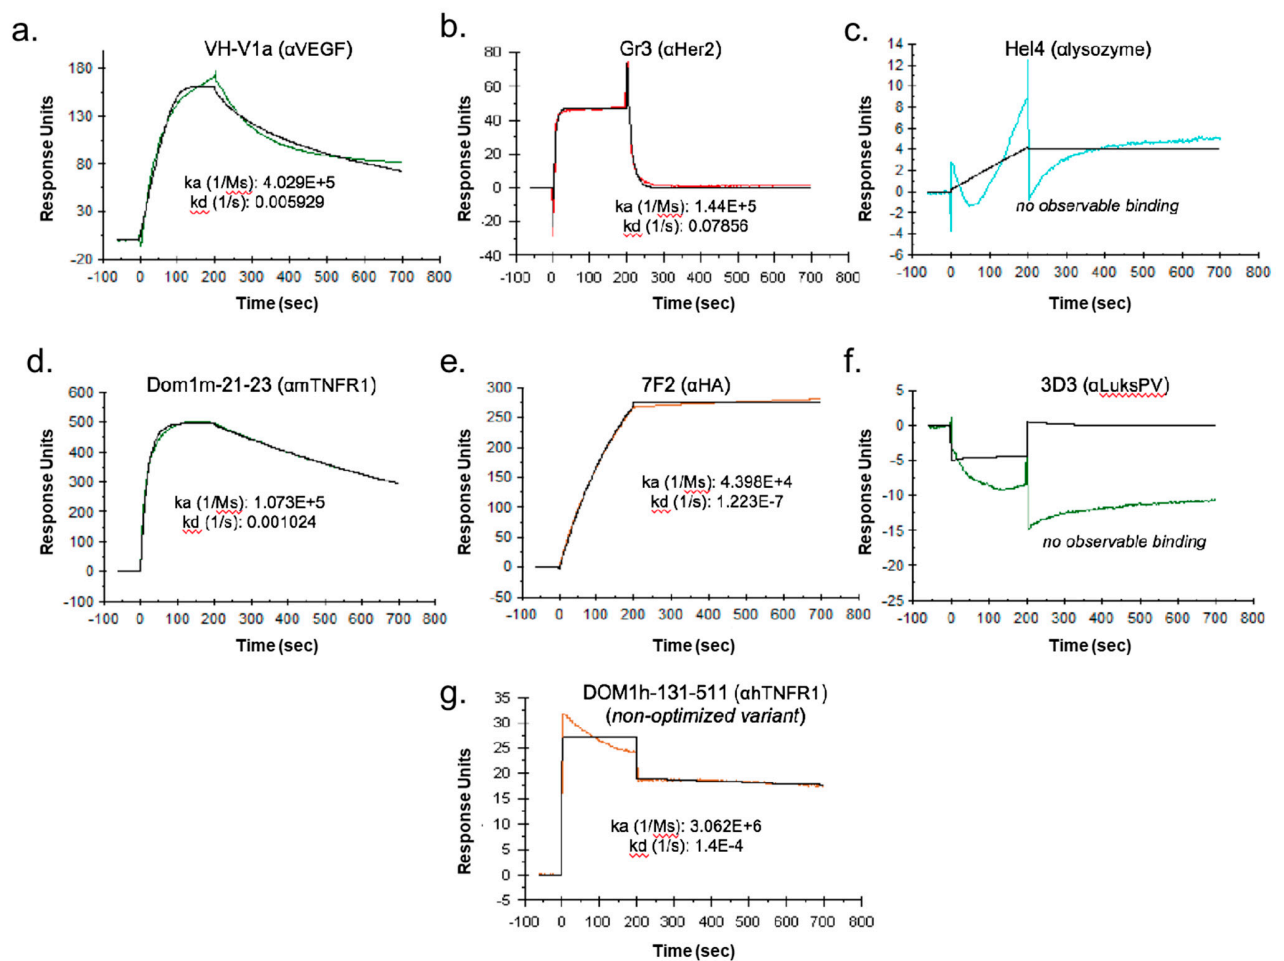 a.
VH-V1a (αVEGF)
Response Units
180
130
80
30
-20
ka (1/Ms): 4.029E+5
kd (1/s): 0.005929
-100 0 100 200 300 400 500 600 700 800
Time (sec)
b.
Gr3 (αHer2)
Response Units
80
60
40
20
0
-20
-40
ka (1/Ms): 1.44E+5
kd (1/s): 0.07856
-100 0 100 200 300 400 500 600 700 800
Time (sec)
c.
Hel4 (αlysozyme)
Response Units
14
12
10
8
6
4
2
0
-2
-4
-6
no observable binding
-100 0 100 200 300 400 500 600 700 800
Time (sec)
d.
Dom1m-21-23 (αmTNFR1)
Response Units
600
500
400
300
200
100
0
-100
ka (1/Ms): 1.073E+5
kd (1/s): 0.001024
-100 0 100 200 300 400 500 600 700 800
Time (sec)
e.
7F2 (αHA)
Response Units
300
250
200
150
100
50
0
-50
ka (1/Ms): 4.398E+4
kd (1/s): 1.223E-7
-100 0 100 200 300 400 500 600 700 800
Time (sec)
f.
3D3 (αLuksPV)
Response Units
5
0
-5
-10
-15
-20
-25
no observable binding
-100 0 100 200 300 400 500 600 700 800
Time (sec)
g.
DOM1h-131-511 (αhTNFR1)
(non-optimized variant)
Response Units
35
30
25
20
15
10
5
0
-5
ka (1/Ms): 3.062E+6
kd (1/s): 1.4E-4
-100 0 100 200 300 400 500 600 700 800
Time (sec)